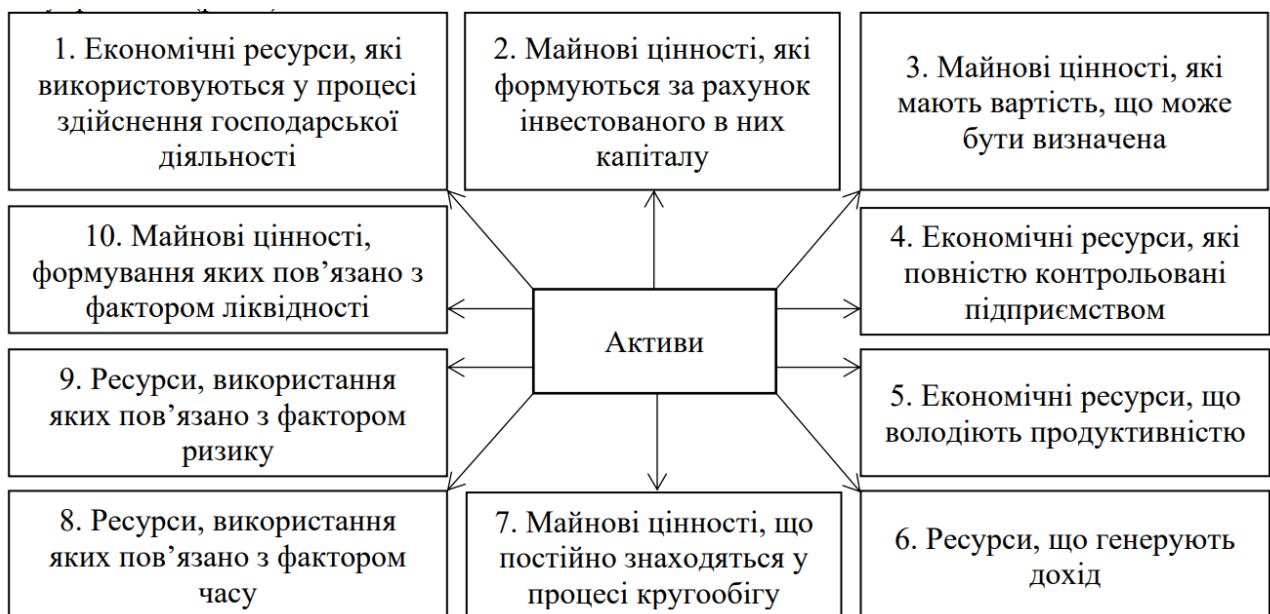 1. Економічні ресурси, які
використовуються у процесі
здійснення господарської
діяльності
2. Майнові цінності, які
формуються за рахунок
інвестованого в них
капіталу
3. Майнові цінності, які
мають вартість, що може
бути визначена
10. Майнові цінності,
формування яких пов’язано з
фактором ліквідності
4. Економічні ресурси, які
повністю контрольовані
підприємством
Активи
9. Ресурси, використання
яких пов’язано з фактором
ризику
5. Економічні ресурси, що
володіють продуктивністю
8. Ресурси, використання
яких пов’язано з фактором
часу
7. Майнові цінності, що
постійно знаходяться у
процесі кругообігу
6. Ресурси, що генерують
дохід